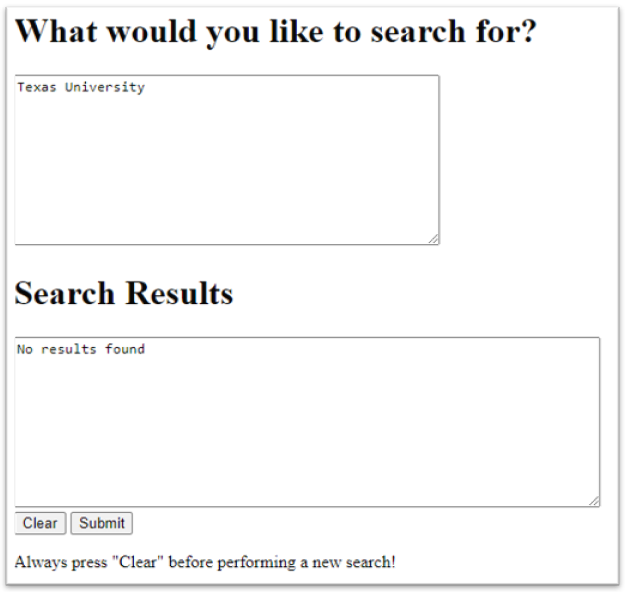 What would you like to search for?
Texas University
Search Results
No results found
Clear Submit
Always press "Clear" before performing a new search!